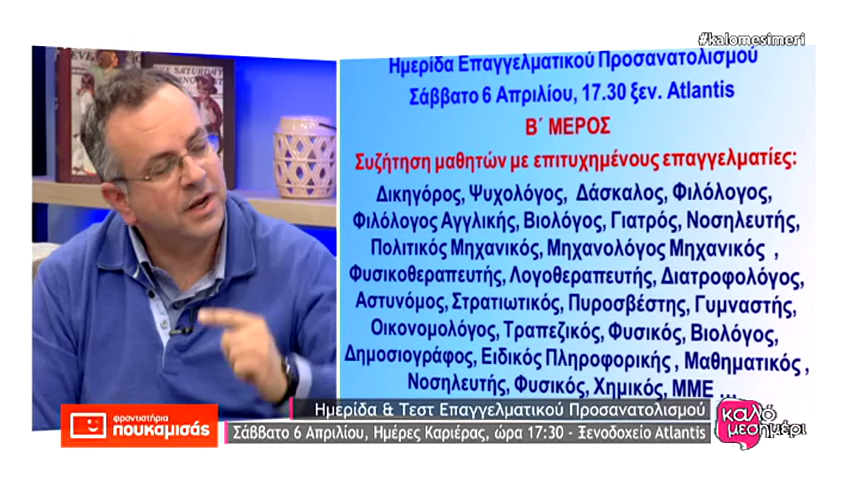 #kalomesimeri
THE SATURDAY
Ημερίδα Επαγγελματικού Προσανατολισμού
Σάββατο 6 Απριλίου, 17.30 ξεν. Atlantis
Β΄ ΜΕΡΟΣ
Συζήτηση μαθητών με επιτυχημένους επαγγελματίες:
Δικηγόρος, Ψυχολόγος, Δάσκαλος, Φιλόλογος,
Φιλόλογος Αγγλικής, Βιολόγος, Γιατρός, Νοσηλευτής,
Πολιτικός Μηχανικός, Μηχανολόγος Μηχανικός ,
Φυσικοθεραπευτής, Λογοθεραπευτής, Διατροφολόγος,
Αστυνόμος, Στρατιωτικός, Πυροσβέστης, Γυμναστής,
Οικονομολόγος, Τραπεζικός, Φυσικός, Βιολόγος,
Δημοσιογράφος, Ειδικός Πληροφορικής , Μαθηματικός ,
Νοσηλευτής, Φυσικός, Χημικός, ΜΜΕ ...
Ημερίδα & Τεστ Επαγγελματικού Προσανατολισμού
Σάββατο 6 Απριλίου, Ημέρες Καριέρας, ώρα 17:30 - Ξενοδοχείο Atlantis
φροντιστήρια
πουκαμισάς
καλό
μεσημέρι